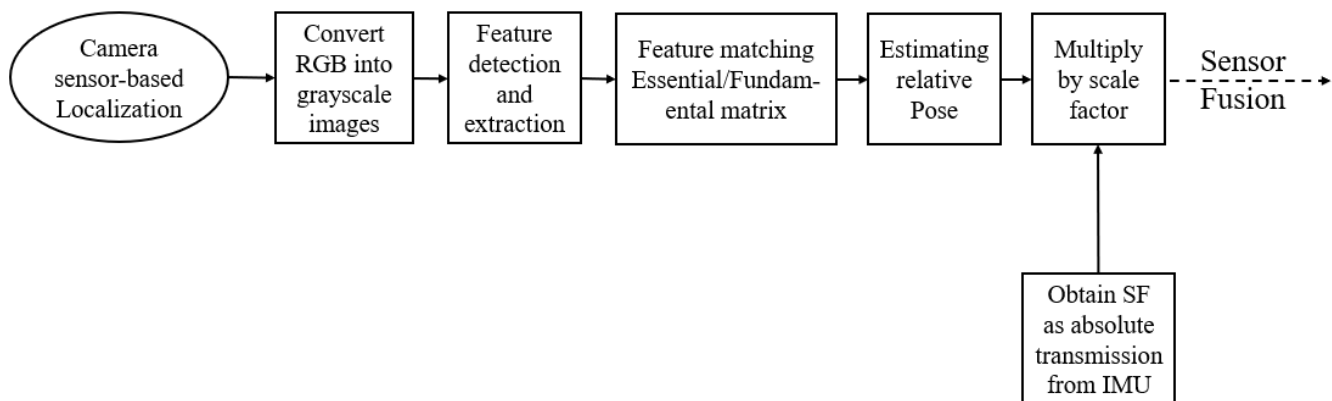 Camera
sensor-based
Localization
Convert
RGB into
grayscale
images
Feature
detection
and
extraction
Feature matching
Essential/Fundam-
ental matrix
Estimating
relative
Pose
Multiply
by scale
factor
Sensor
Fusion
Obtain SF
as absolute
transmission
from IMU